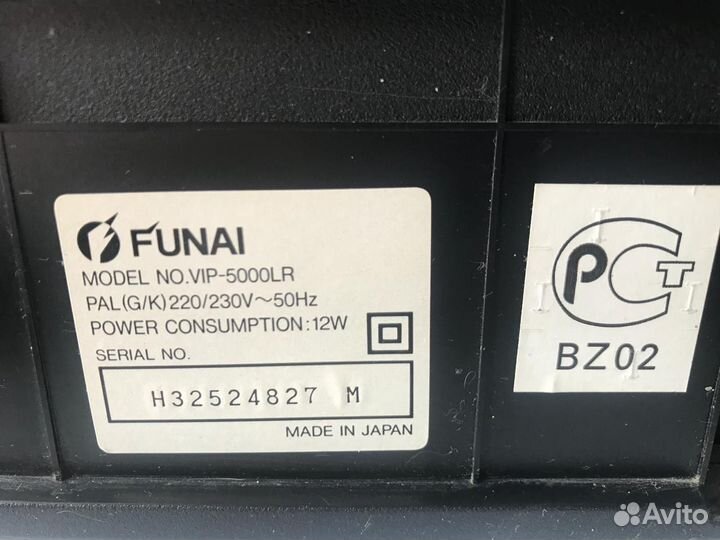 FUNAI
MODEL NO.VIP-5000LR
PAL(G/K)220/230V~50Hz
POWER CONSUMPTION:12W
SERIAL NO.
H32524827 M
MADE IN JAPAN
РСТ
BZ02
Avito